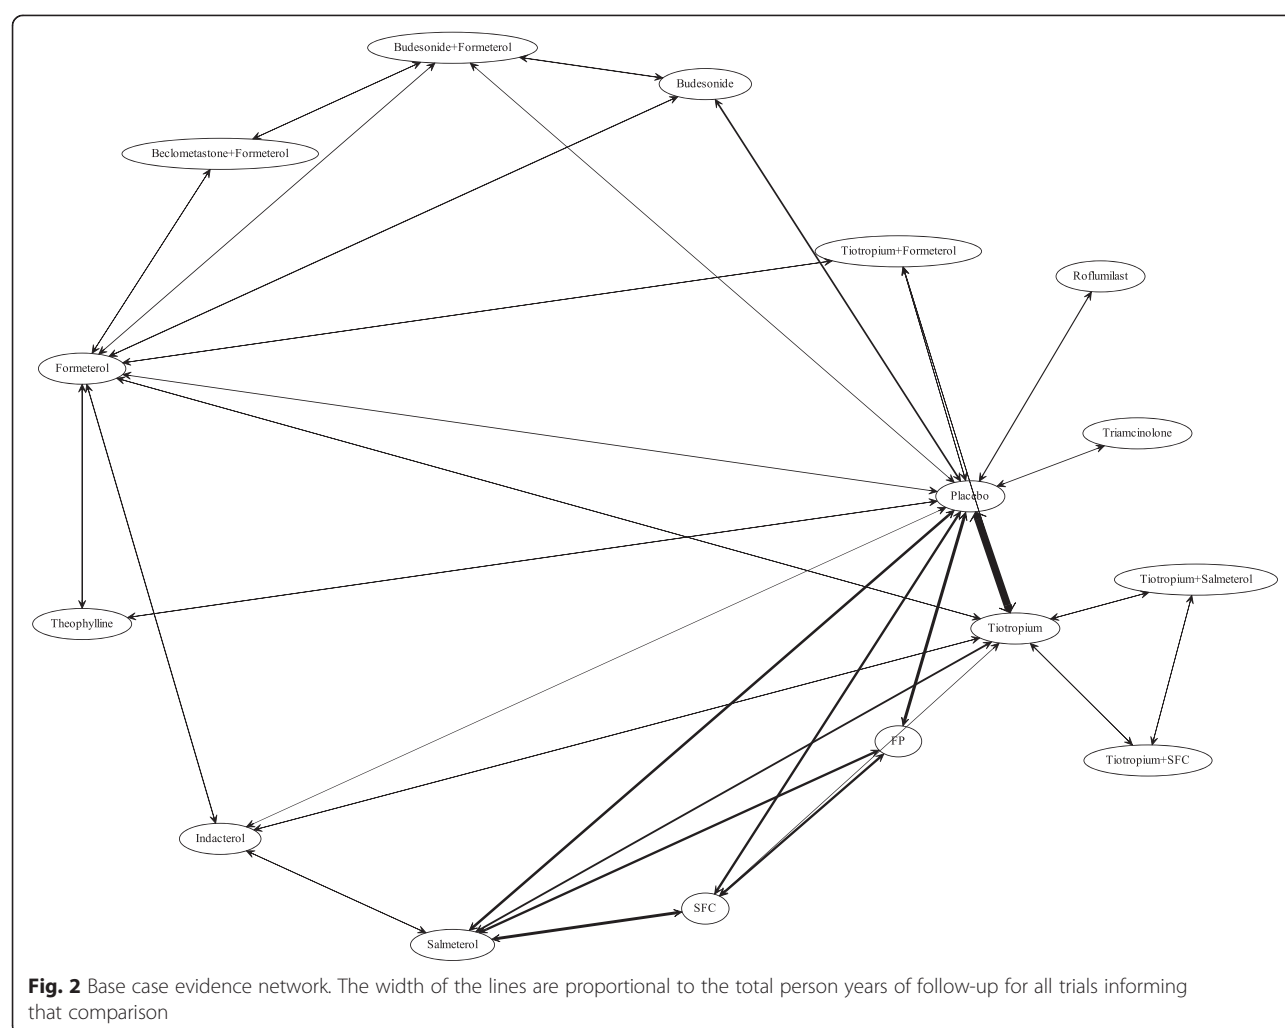 Budesonide+Formeterol
Budesonide
Beclometastone+Formeterol
Tiotropium+Formeterol
Roflumilast
Formeterol
Triamcinolone
Placebo
Tiotropium+Salmeterol
Theophylline
Tiotropium
FP
Tiotropium+SFC
Indacterol
SFC
Salmeterol
Fig. 2 Base case evidence network. The width of the lines are proportional to the total person years of follow-up for all trials informing
that comparison